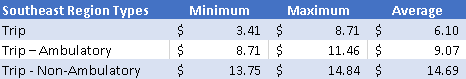 Southeast Region Types Minimum Maximum Average
Trip $ 3.41 $ 8.71 $ 6.10
Trip – Ambulatory $ 8.71 $ 11.46 $ 9.07
Trip - Non-Ambulatory $ 13.75 $ 14.84 $ 14.69